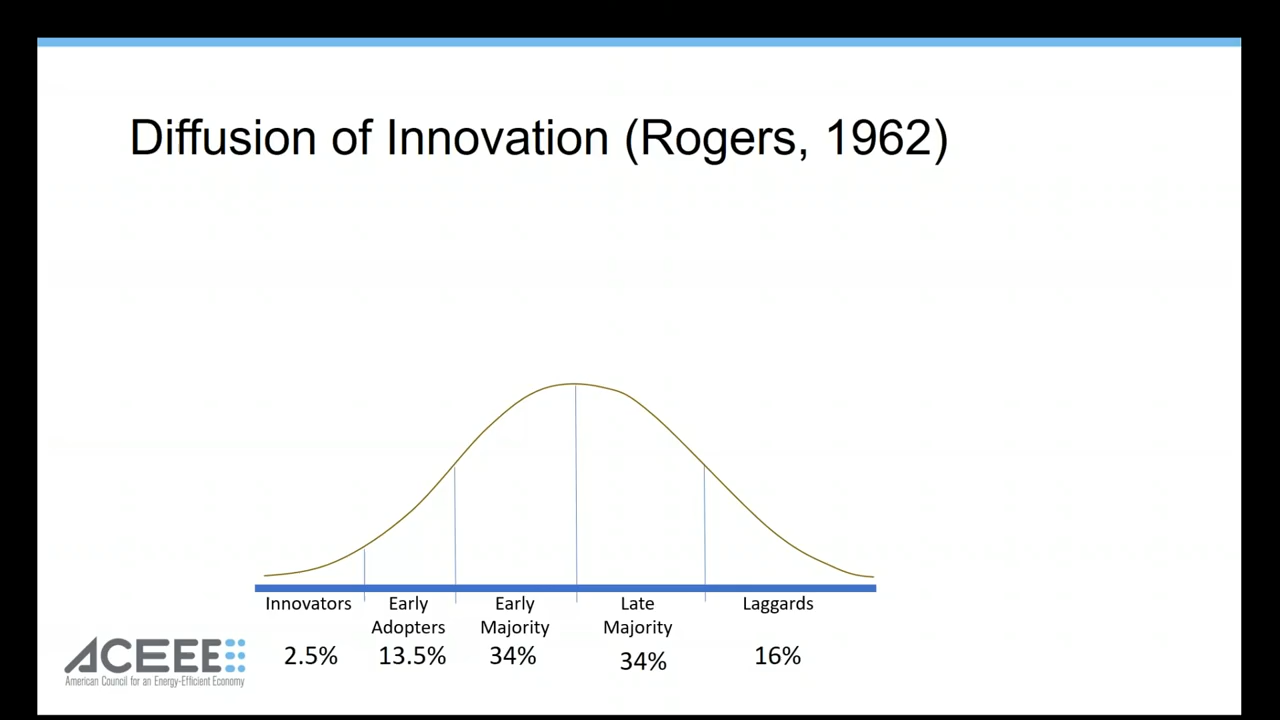 Diffusion of Innovation (Rogers, 1962)
Innovators
Early
Adopters
Early
Majority
Late
Majority
Laggards
2.5%
13.5%
34%
34%
16%
ACEEE
American Council for an Energy-Efficient Economy